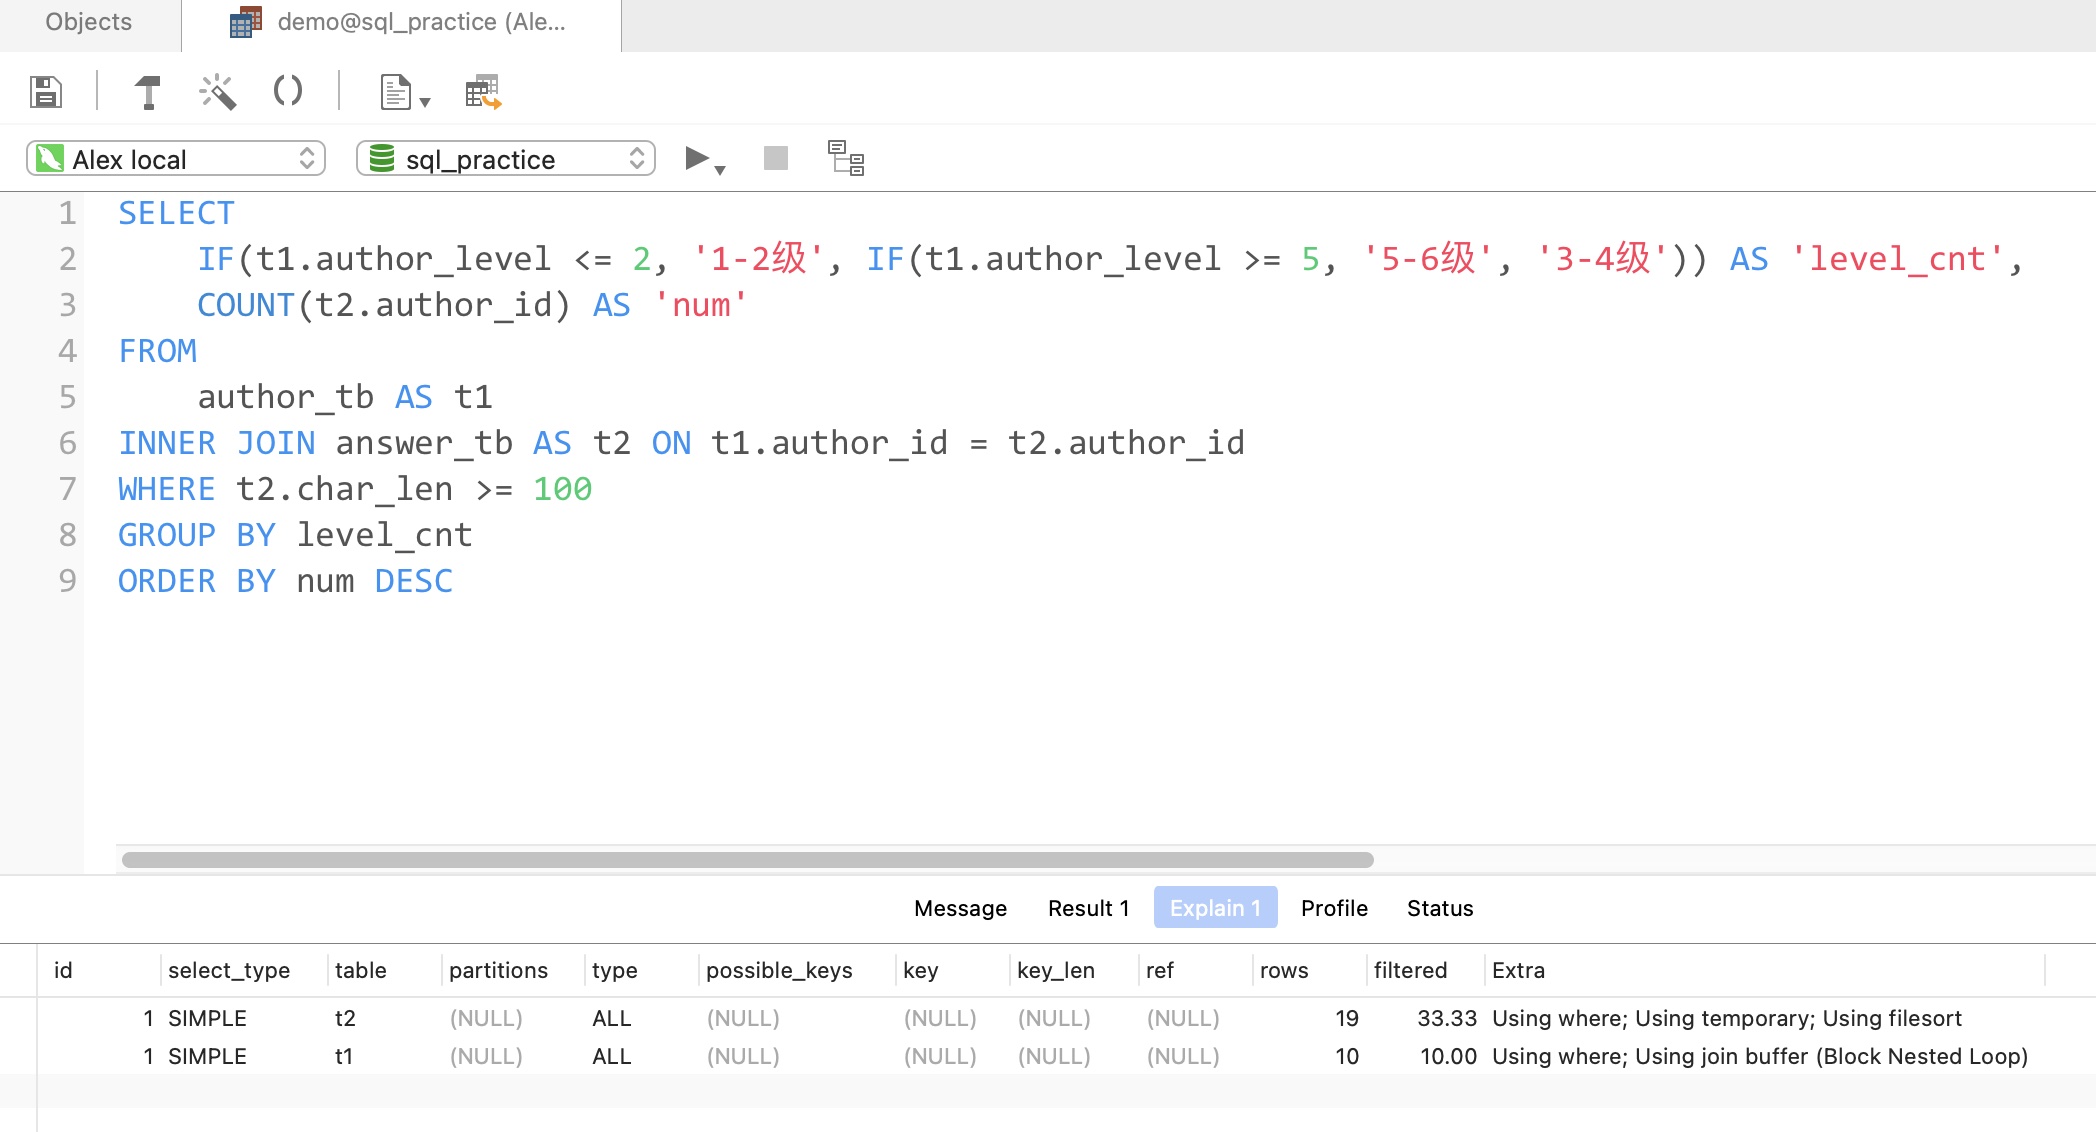 Objects
demo@sql_practice (Ale...
Alex local
sql_practice
1 SELECT
2 IF(t1.author_level <= 2, '1-2级', IF(t1.author_level >= 5, '5-6级', '3-4级')) AS 'level_cnt',
3 COUNT(t2.author_id) AS 'num'
4 FROM
5 author_tb AS t1
6 INNER JOIN answer_tb AS t2 ON t1.author_id = t2.author_id
7 WHERE t2.char_len >= 100
8 GROUP BY level_cnt
9 ORDER BY num DESC
Message Result 1 Explain 1 Profile Status
id select_type table partitions type possible_keys key key_len ref rows filtered Extra
1 SIMPLE t2 (NULL) ALL (NULL) (NULL) (NULL) (NULL) 19 33.33 Using where; Using temporary; Using filesort
1 SIMPLE t1 (NULL) ALL (NULL) (NULL) (NULL) (NULL) 10 10.00 Using where; Using join buffer (Block Nested Loop)